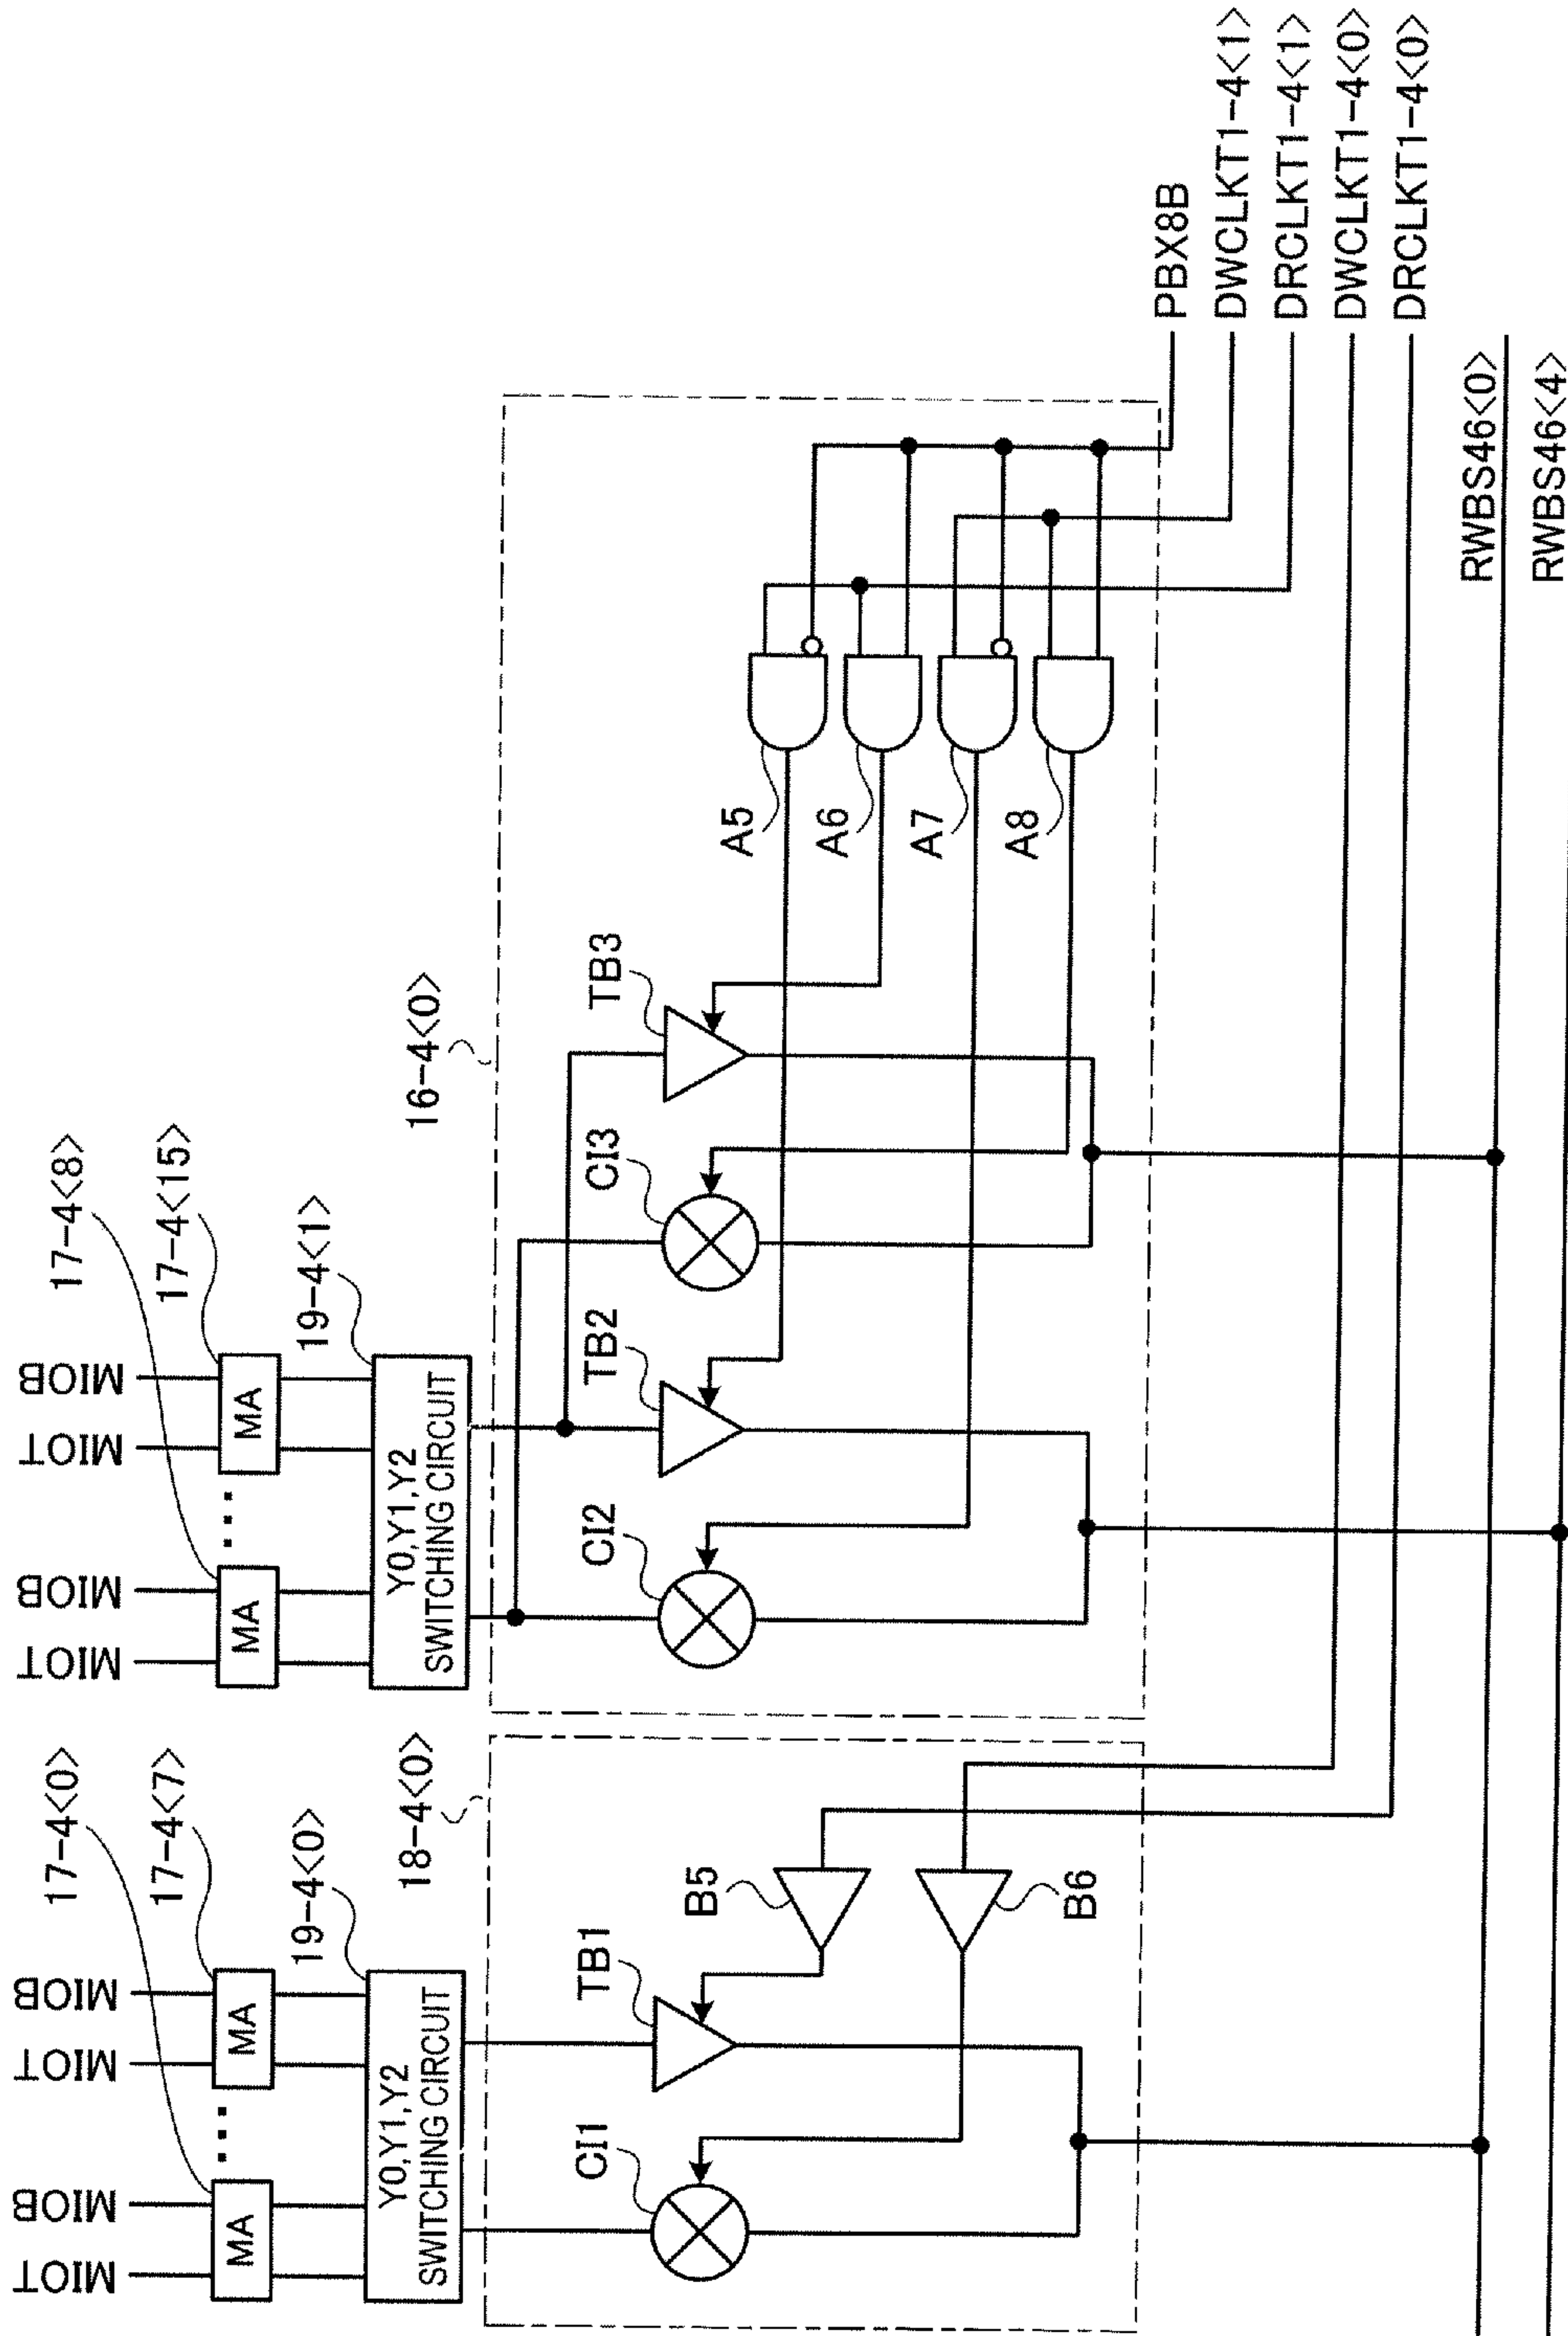 MIOT
MIOB
MIOT
MIOB
MIOT
MIOB
MIOT
MIOB
17-4<0>
17-4<7>
17-4<8>
17-4<15>
MA
MA
MA
MA
19-4<0>
19-4<1>
Y0,Y1,Y2
SWITCHING CIRCUIT
Y0,Y1,Y2
SWITCHING CIRCUIT
18-4<0>
16-4<0>
CI1
TB1
CI2
TB2
CI3
TB3
B5
B6
A5
A6
A7
A8
PBX8B
DWCLKT1-4<1>
DRCLKT1-4<1>
DWCLKT1-4<0>
DRCLKT1-4<0>
RWBS46<0>
RWBS46<4>